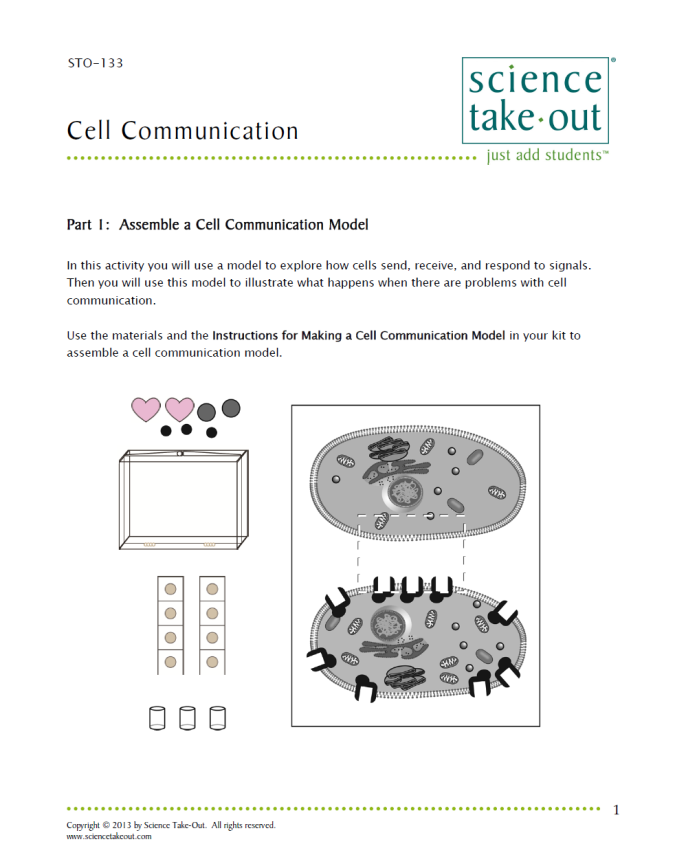 STO–133
science
take·out
®
just add students™
Cell Communication
Part 1: Assemble a Cell Communication Model
In this activity you will use a model to explore how cells send, receive, and respond to signals.
Then you will use this model to illustrate what happens when there are problems with cell
communication.
Use the materials and the Instructions for Making a Cell Communication Model in your kit to
assemble a cell communication model.
1
Copyright © 2013 by Science Take-Out. All rights reserved.
www.sciencetakeout.com